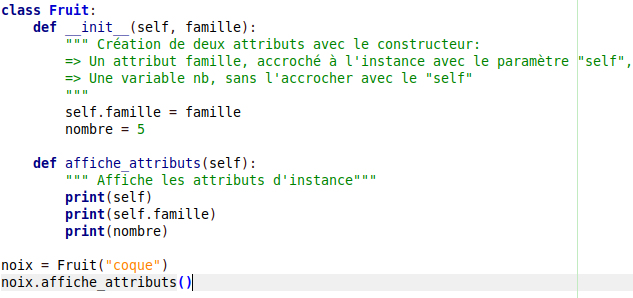 class Fruit:
    def __init__(self, famille):
        """ Création de deux attributs avec le constructeur:
        => Un attribut famille, accroché à l'instance avec le paramètre "self",
        => Une variable nb, sans l'accrocher avec le "self"
        """
        self.famille = famille
        nombre = 5
    def affiche_attributs(self):
        """ Affiche les attributs d'instance"""
        print(self)
        print(self.famille)
        print(nombre)
noix = Fruit("coque")
noix.affiche_attributs()